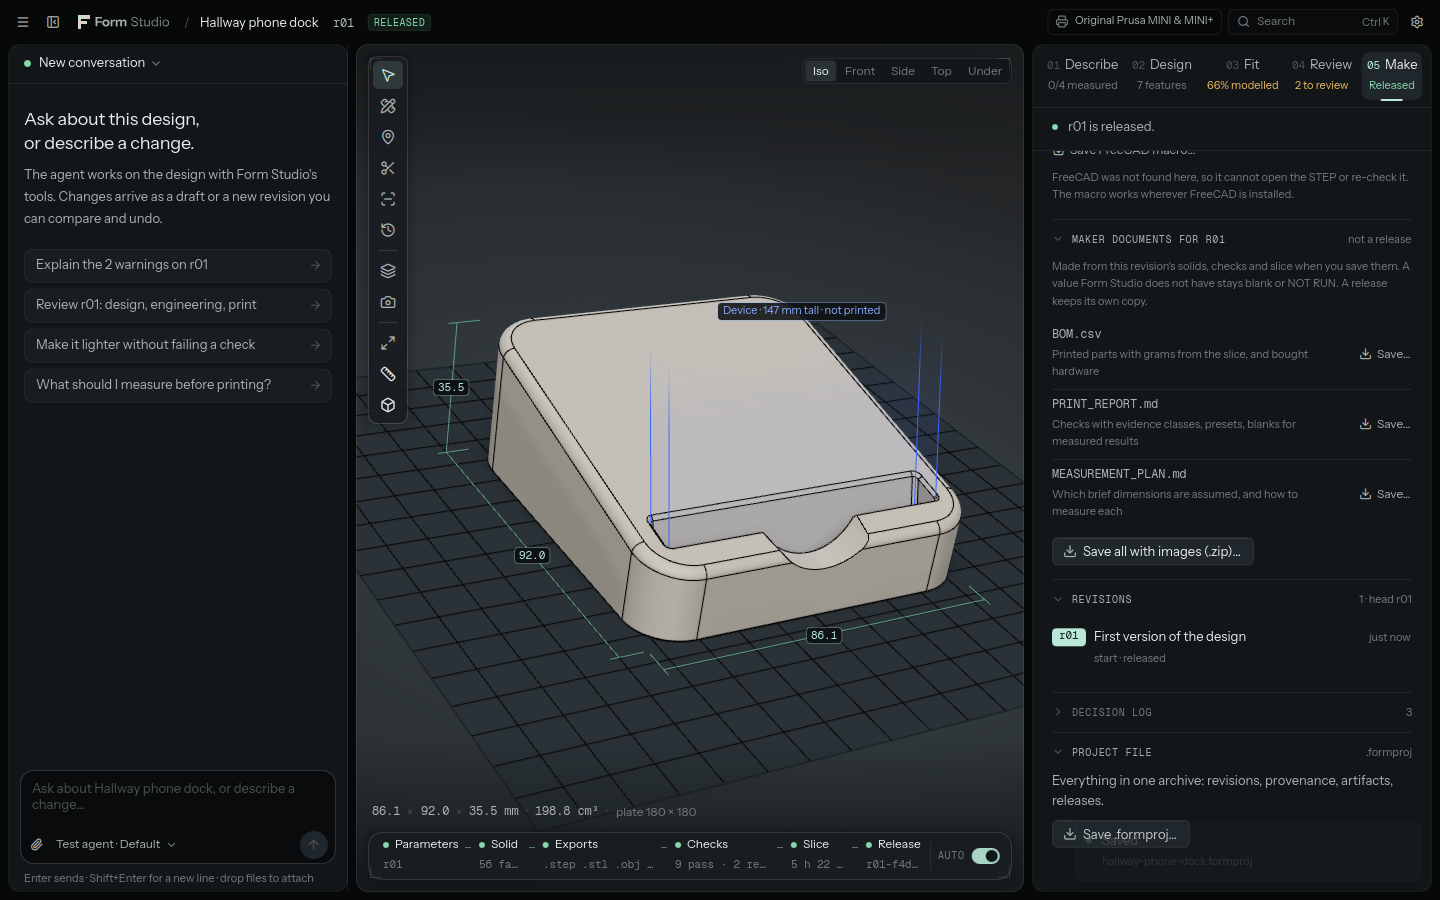 Form Studio / Hallway phone dock r01 RELEASED
Original Prusa MINI & MINI+
Search Ctrl K
New conversation
Ask about this design,
or describe a change.
The agent works on the design with Form Studio's
tools. Changes arrive as a draft or a new revision you
can compare and undo.
Explain the 2 warnings on r01
Review r01: design, engineering, print
Make it lighter without failing a check
What should I measure before printing?
Ask about Hallway phone dock, or describe a
change...
Test agent · Default
Enter sends · Shift+Enter for a new line · drop files to attach
Iso Front Side Top Under
Device · 147 mm tall · not printed
35.5
92.0
86.1
86.1 × 92.0 × 35.5 mm · 198.8 cm³ · plate 180 × 180
Parameters – Solid – Exports – Checks – Slice – Release
r01 56 fa… .step .stl .obj … 9 pass · 2 re… 5 h 22 … r01-f4d…
AUTO
01 Describe 02 Design 03 Fit 04 Review 05 Make
0/4 measured 7 features 66% modelled 2 to review Released
r01 is released.
Save FreeCAD macro...
FreeCAD was not found here, so it cannot open the STEP or re-check it.
The macro works wherever FreeCAD is installed.
MAKER DOCUMENTS FOR R01 not a release
Made from this revision's solids, checks and slice when you save them. A
value Form Studio does not have stays blank or NOT RUN. A release
keeps its own copy.
BOM.csv
Printed parts with grams from the slice, and bought
hardware
Save...
PRINT_REPORT.md
Checks with evidence classes, presets, blanks for
measured results
Save...
MEASUREMENT_PLAN.md
Which brief dimensions are assumed, and how to
measure each
Save...
Save all with images (.zip)...
REVISIONS 1 · head r01
r01 First version of the design just now
start · released
DECISION LOG 3
PROJECT FILE .formproj
Everything in one archive: revisions, provenance, artifacts,
releases.
Save .formproj...
Saved
hallway-phone-dock.formproj